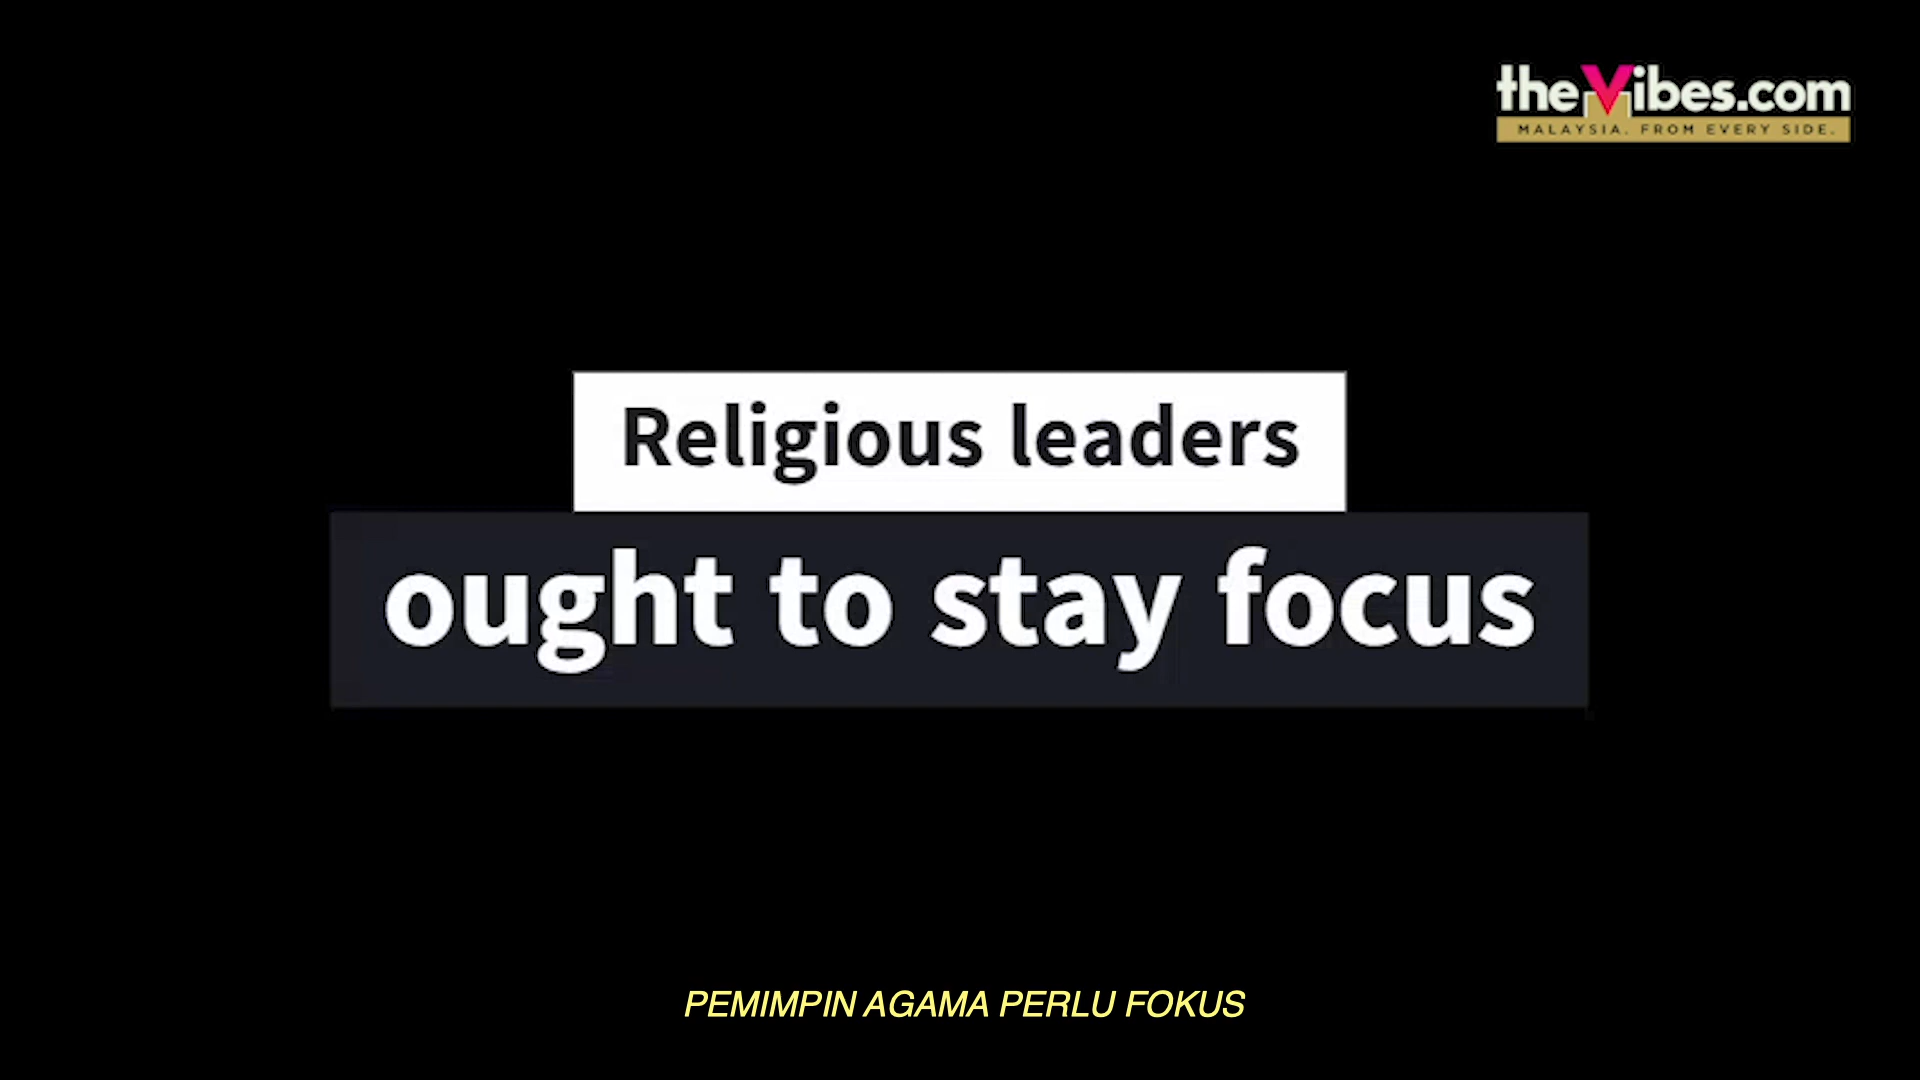 theVibes.com
MALAYSIA. FROM EVERY SIDE.
Religious leaders
ought to stay focus
PEMIMPIN AGAMA PERLU FOKUS